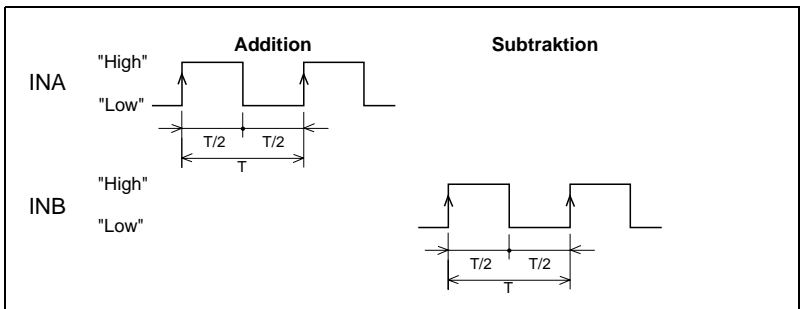 Addition Subtraktion
"High"
INA
"Low"
T/2 T/2
T
"High"
INB
"Low"
T/2 T/2
T